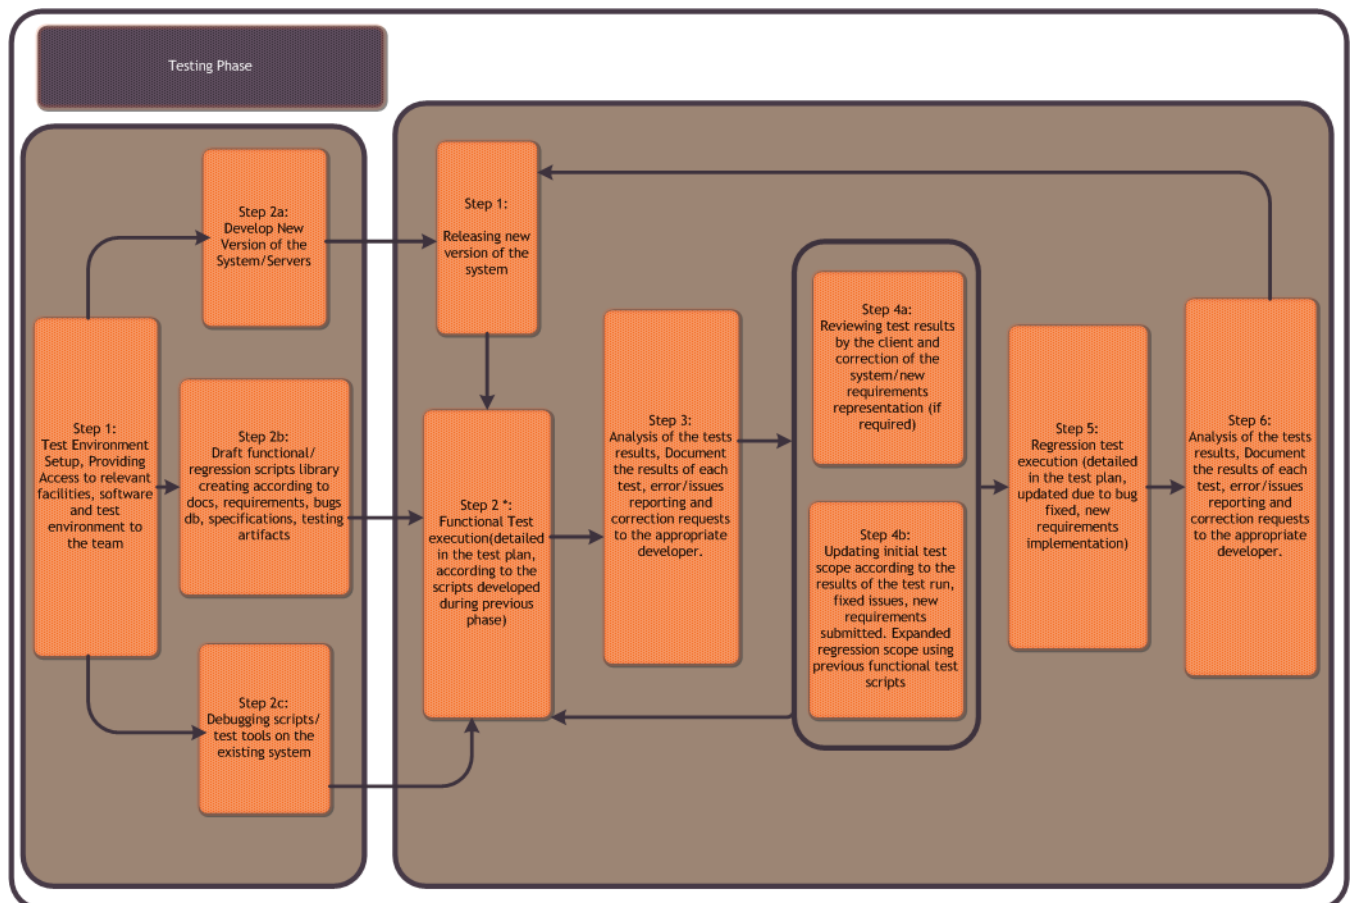 Testing Phase
Step 1:
Test Environment
Setup, Providing
Access to relevant
facilities, software
and test
environment to
the team
Step 2a:
Develop New
Version of the
System/Servers
Step 2b:
Draft functional/
regression scripts library
creating according to
docs, requirements, bugs
db, specifications, testing
artifacts
Step 2c:
Debugging scripts/
test tools on the
existing system
Step 1:
Releasing new
version of the
system
Step 2 *:
Functional Test
execution(detailed
in the test plan,
according to the
scripts developed
during previous
phase)
Step 3:
Analysis of the tests
results, Document
the results of each
test, error/issues
reporting and
correction requests
to the appropriate
developer.
Step 4a:
Reviewing test results
by the client and
correction of the
system/new
requirements
representation (if
required)
Step 4b:
Updating initial test
scope according to the
results of the test run,
fixed issues, new
requirements
submitted. Expanded
regression scope using
previous functional test
scripts
Step 5:
Regression test
execution (detailed
in the test plan,
updated due to bug
fixed, new
requirements
implementation)
Step 6:
Analysis of the tests
results, Document
the results of each
test, error/issues
reporting and
correction requests
to the appropriate
developer.